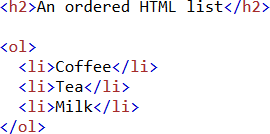 <h2>An ordered HTML list</h2>

<ol>
  <li>Coffee</li>
  <li>Tea</li>
  <li>Milk</li>
</ol>